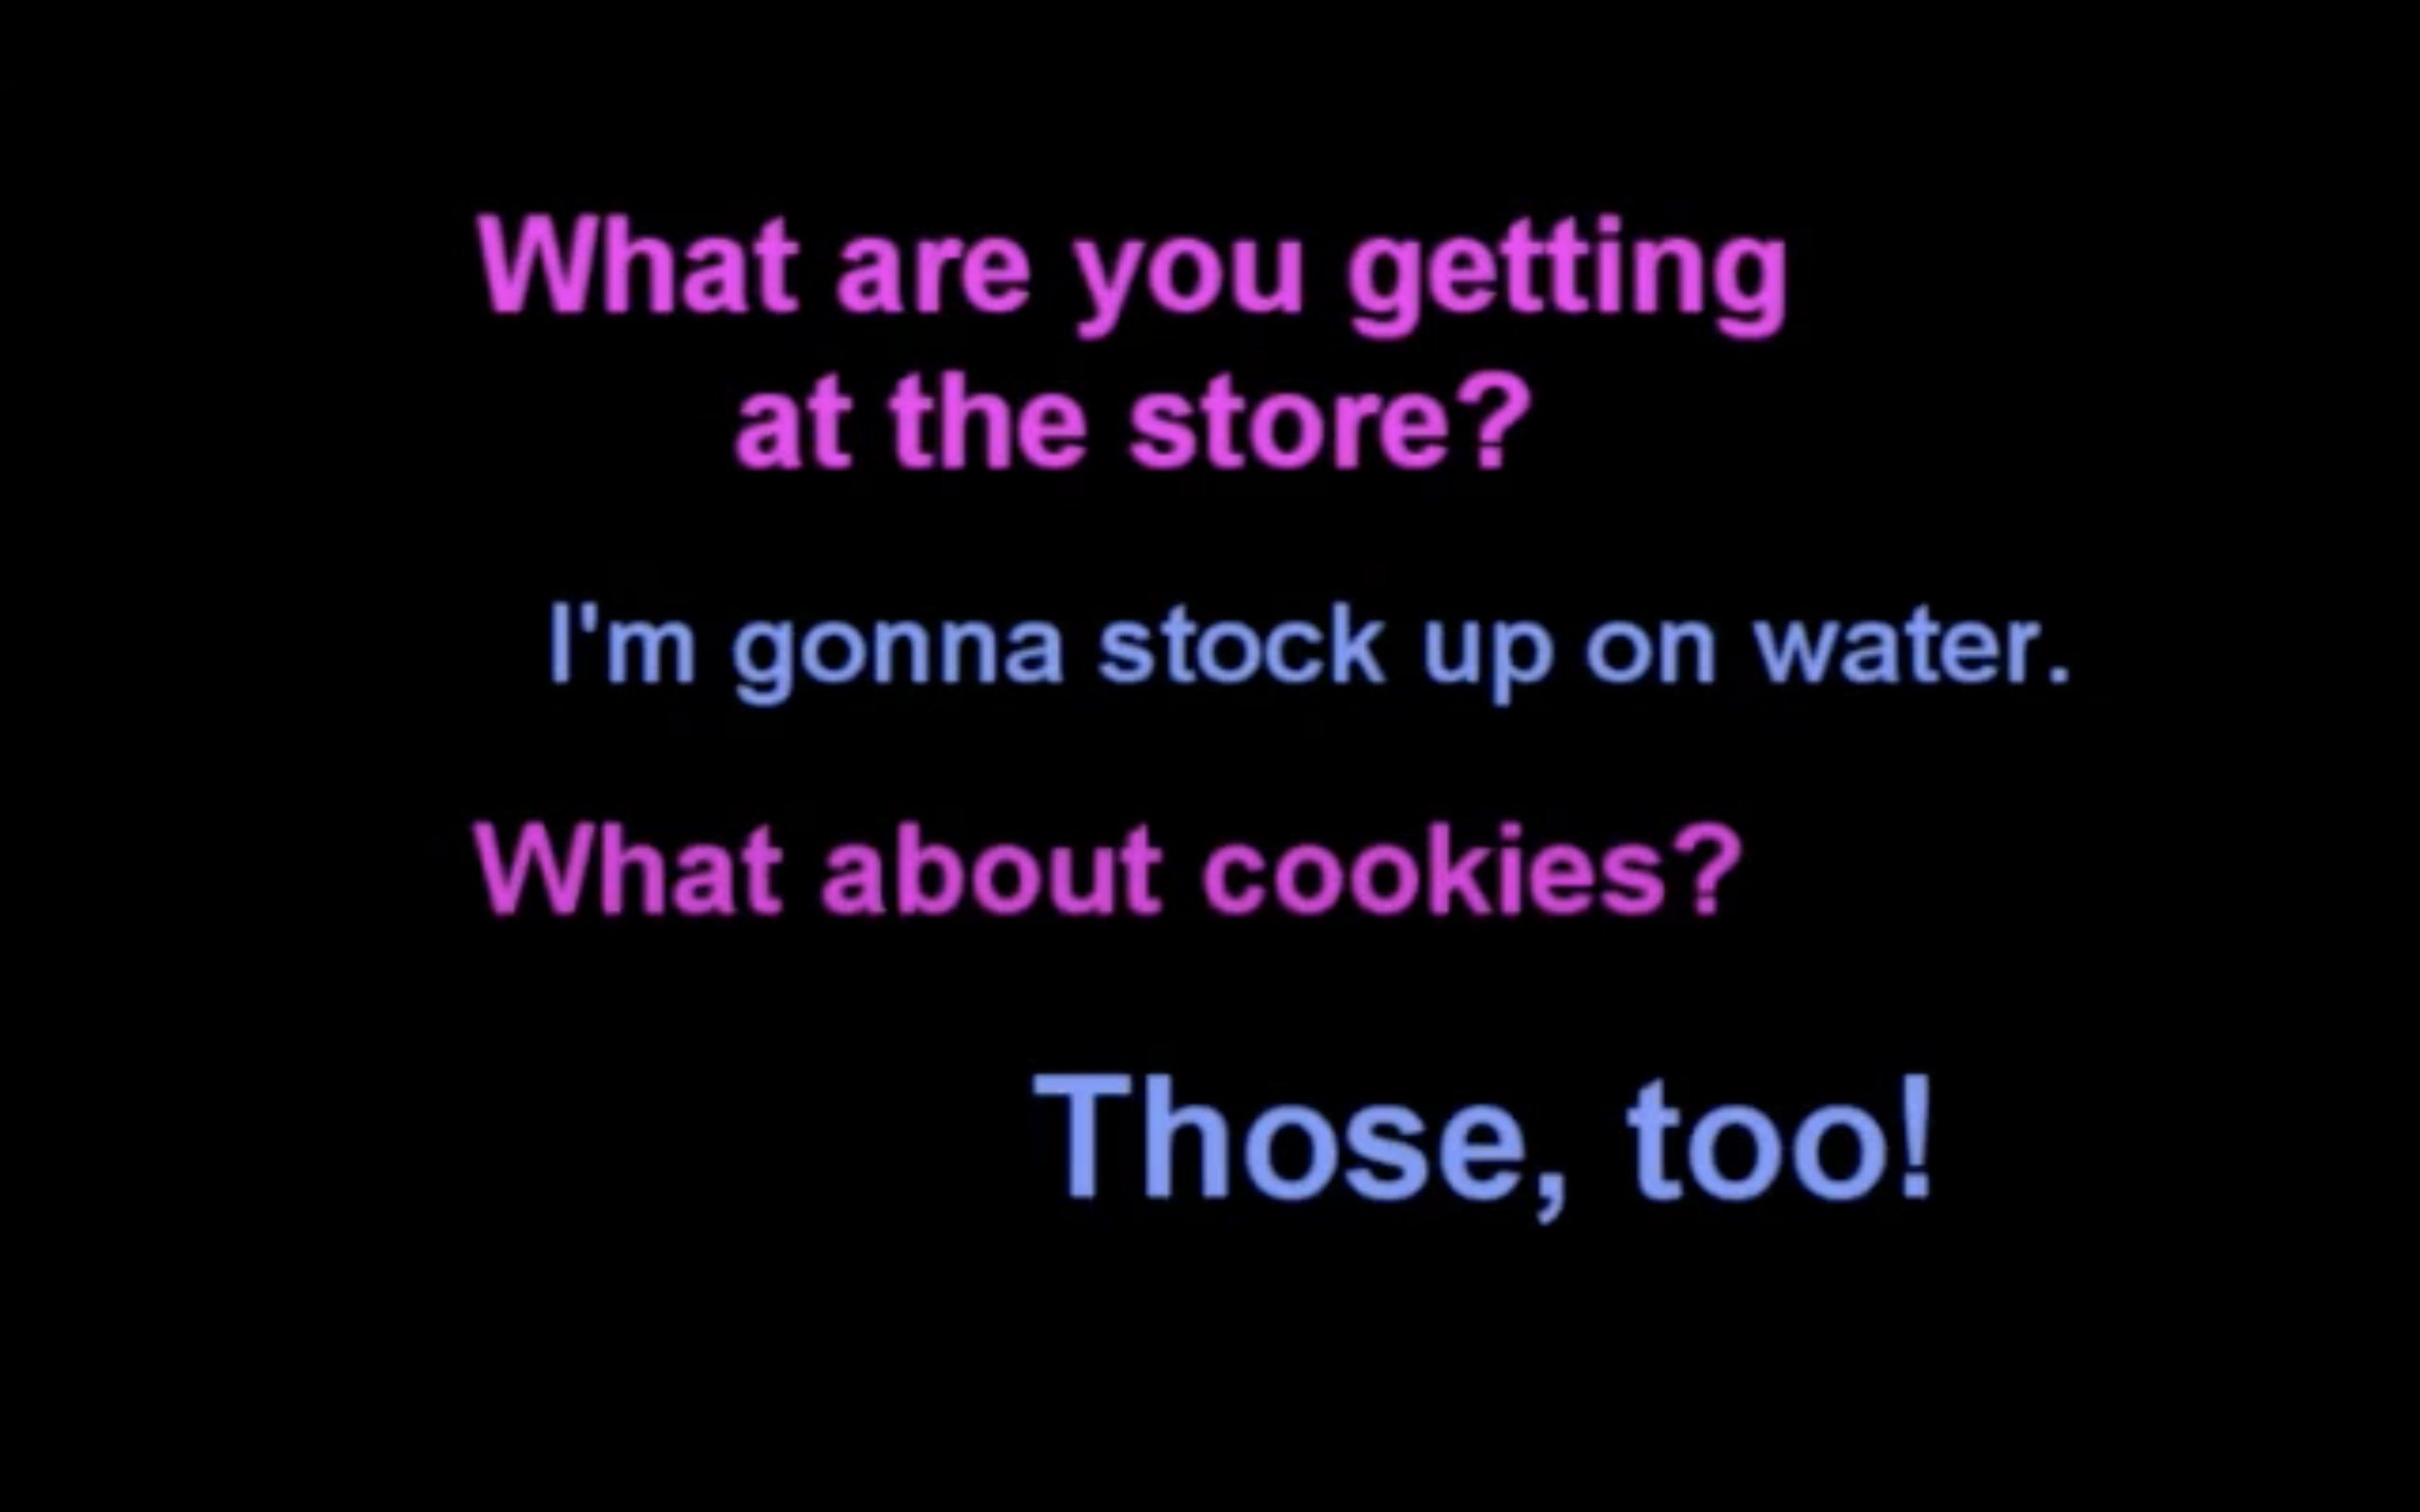 What are you getting
at the store?
I'm gonna stock up on water.
What about cookies?
Those, too!